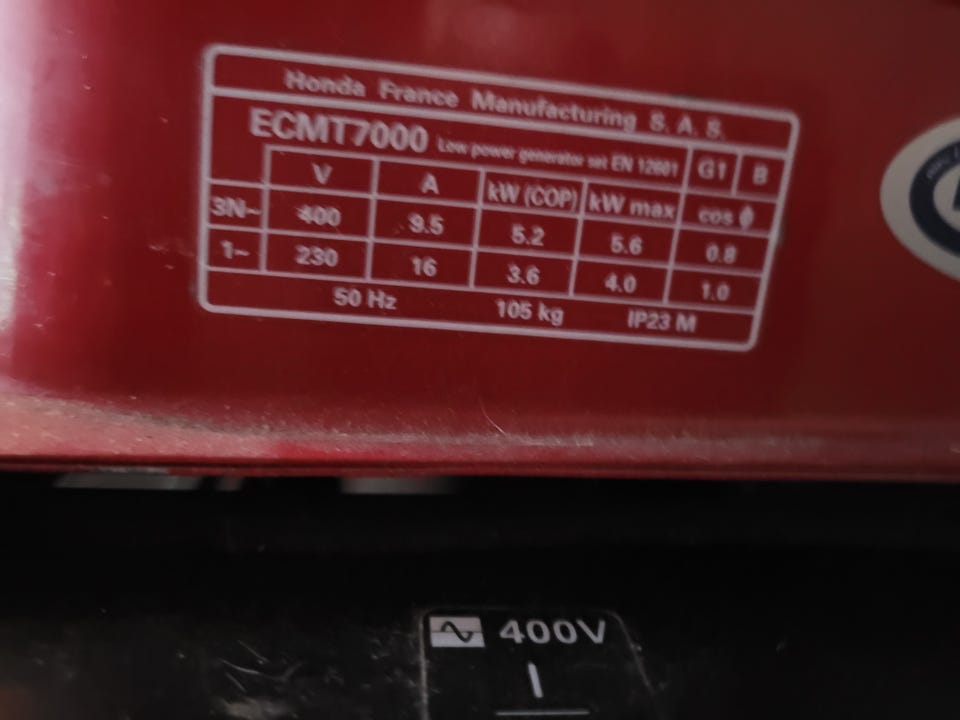 Honda France Manufacturing S. A. S.
ECMT7000 Low power generator set EN 12601 G1 B
V A kW (COP) kW max cos ϕ
3N~ 400 9.5 5.2 5.6 0.8
1~ 230 16 3.6 4.0 1.0
50 Hz 105 kg IP23 M
400V